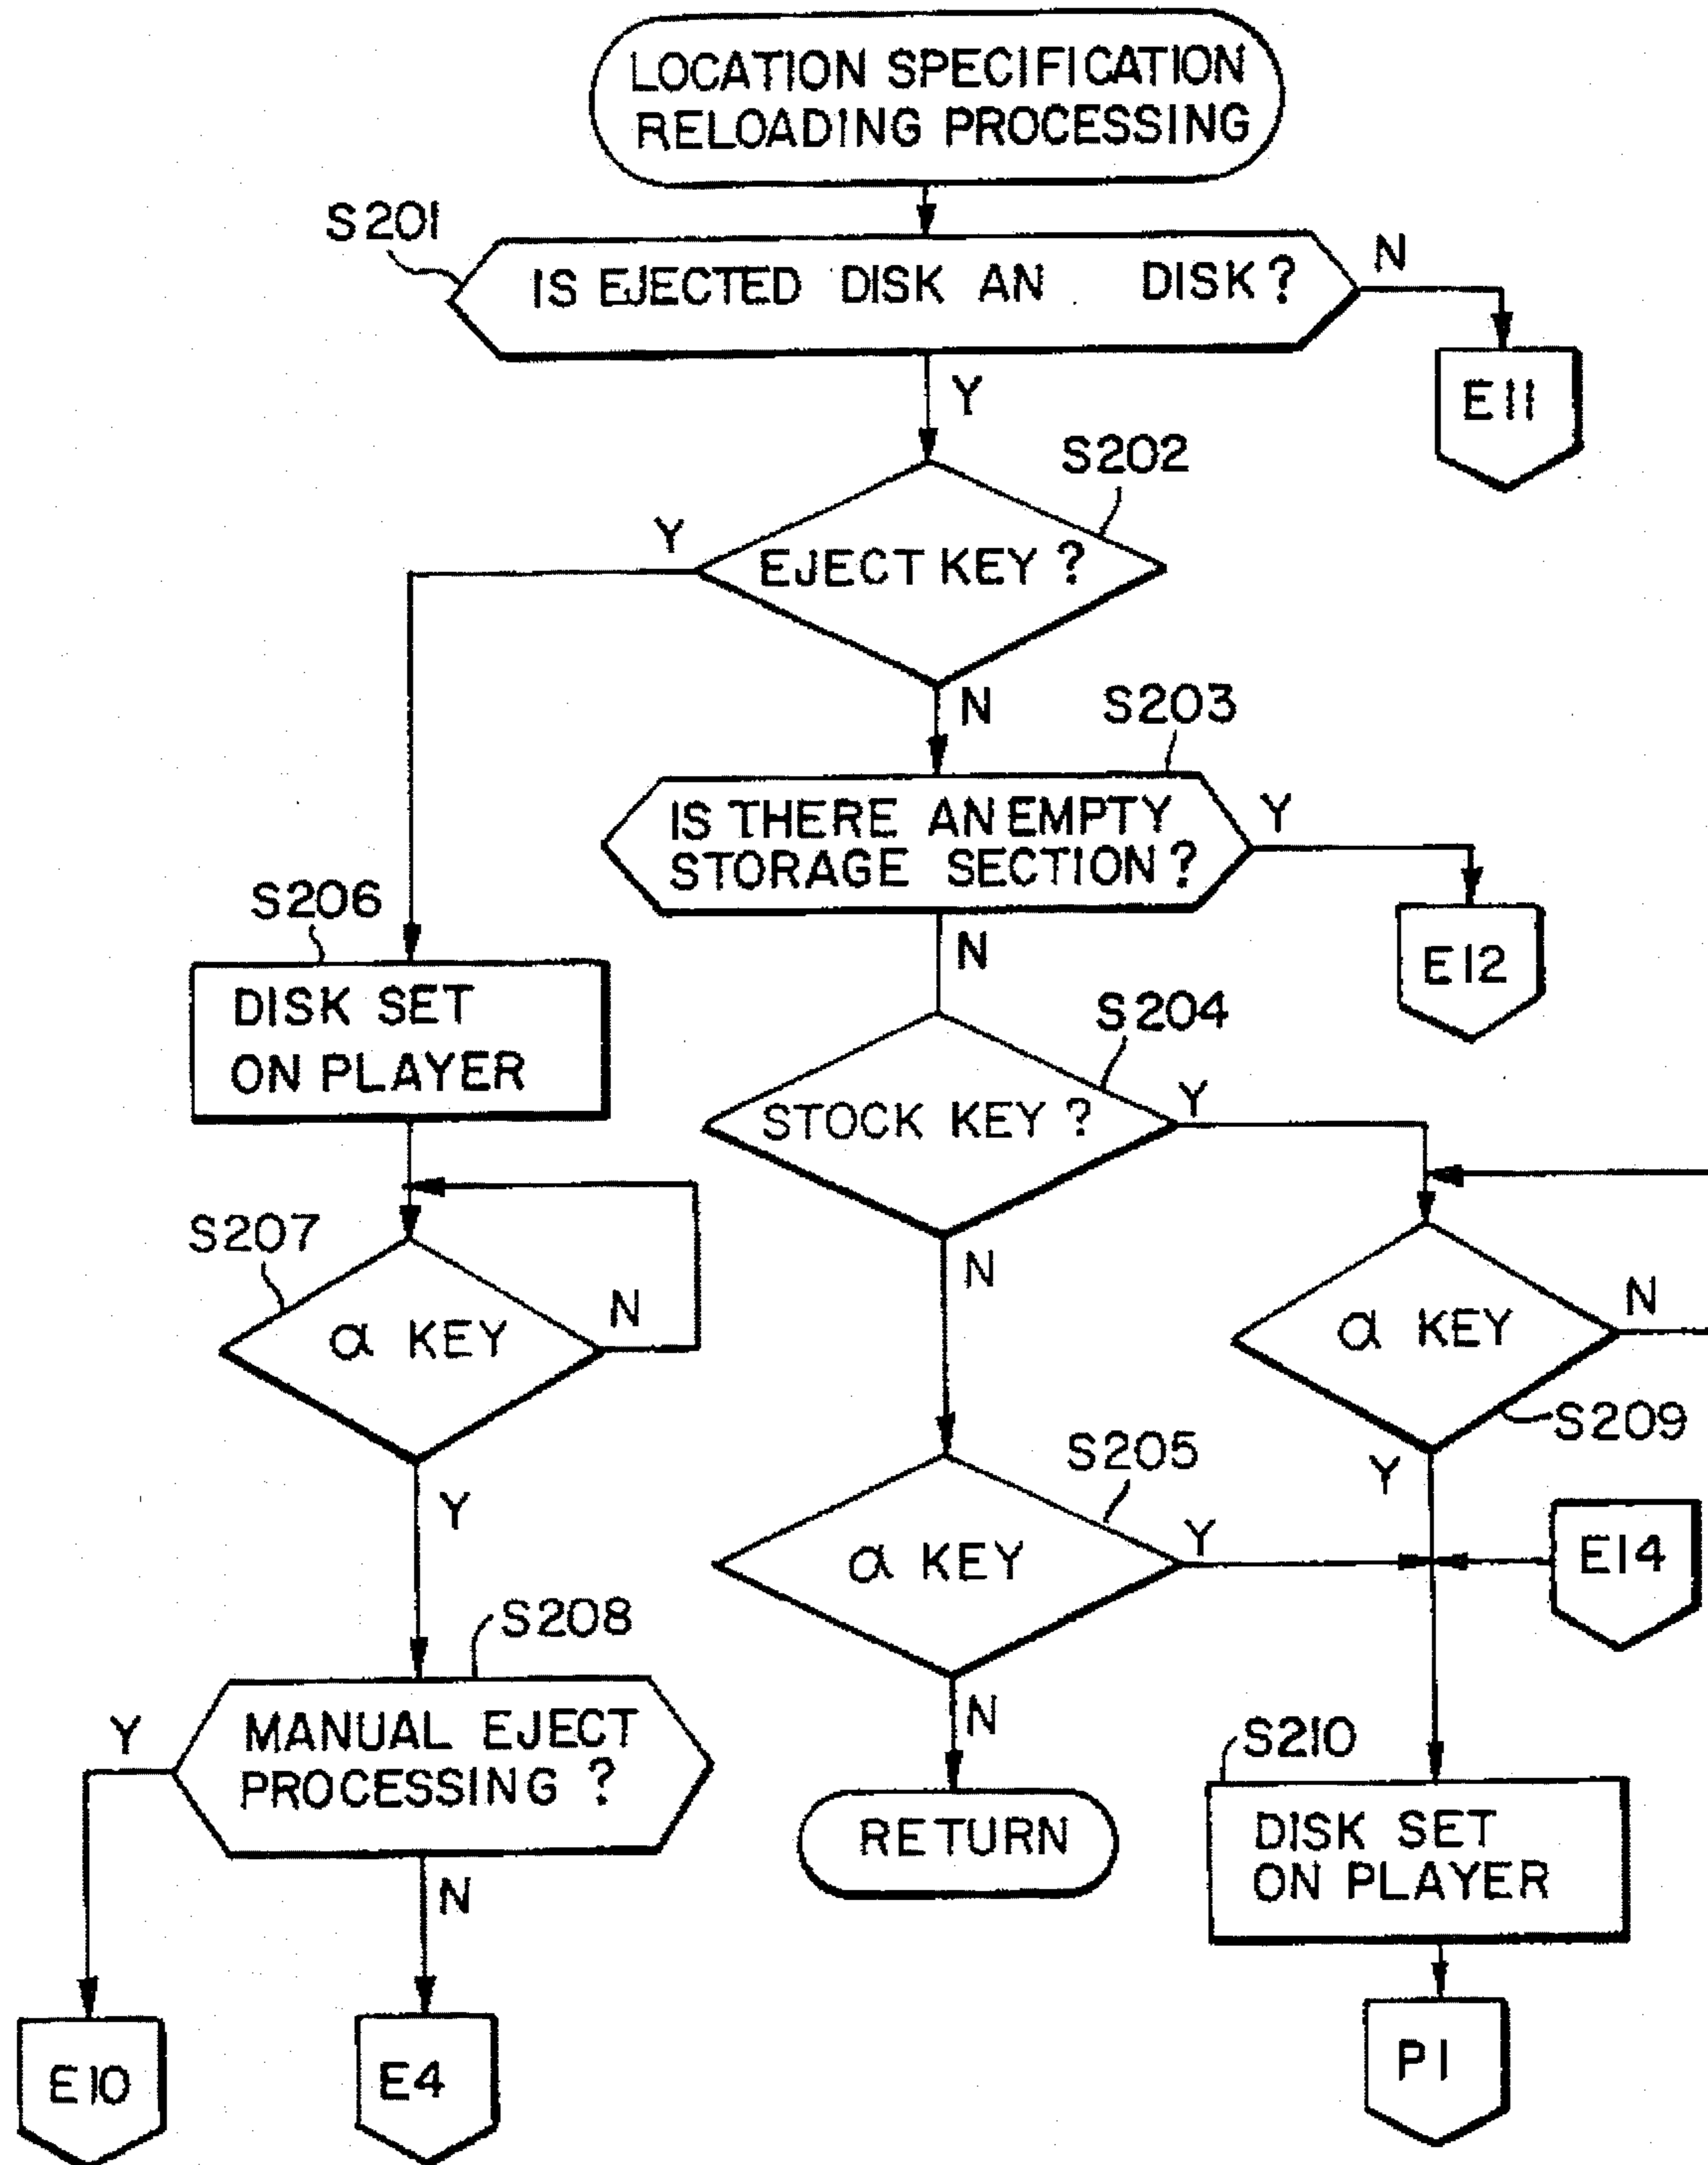 LOCATION SPECIFICATION
RELOADING PROCESSING
S201
IS EJECTED DISK AN DISK?
N
E11
Y
S202
Y
EJECT KEY?
N
S203
IS THERE AN EMPTY
STORAGE SECTION?
Y
E12
S206
N
DISK SET
ON PLAYER
S204
STOCK KEY?
Y
S207
α KEY
N
N
α KEY
N
S209
Y
S205
Y
α KEY
Y
E14
S208
MANUAL EJECT
PROCESSING?
Y
N
N
RETURN
S210
DISK SET
ON PLAYER
E10
E4
P1